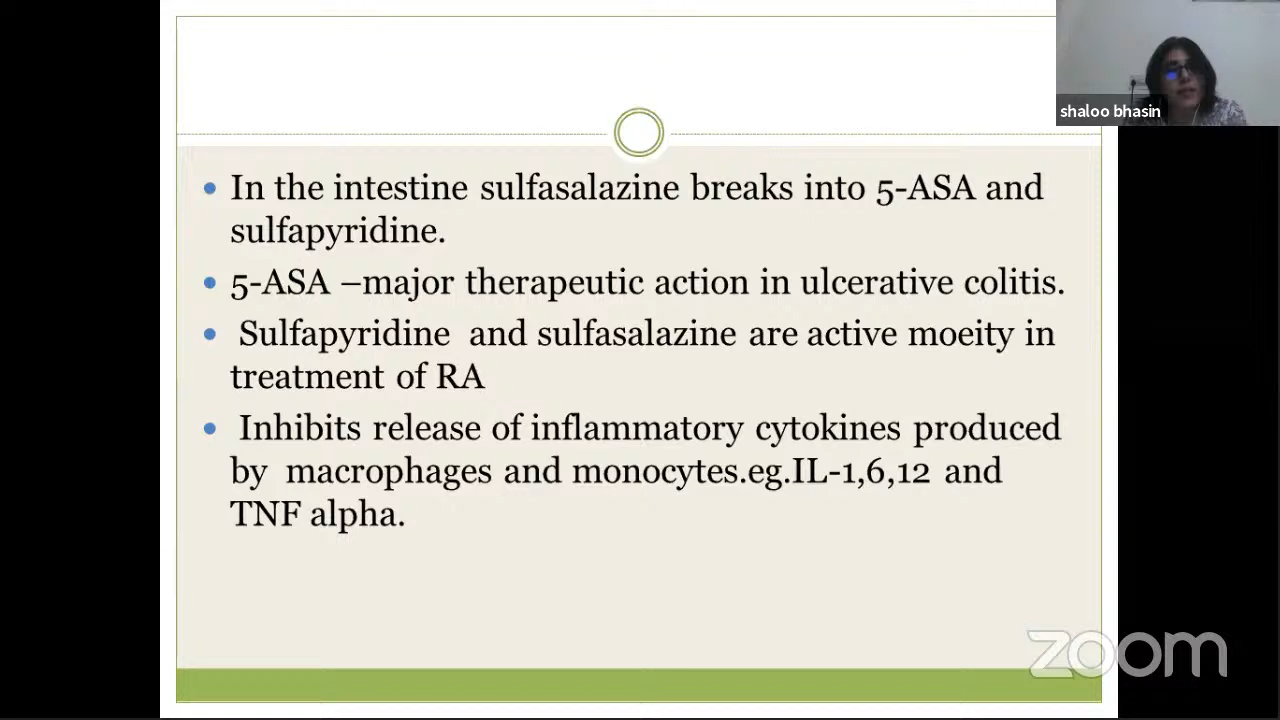 shaloo bhasin
• In the intestine sulfasalazine breaks into 5-ASA and
sulfapyridine.
• 5-ASA –major therapeutic action in ulcerative colitis.
• Sulfapyridine and sulfasalazine are active moeity in
treatment of RA
• Inhibits release of inflammatory cytokines produced
by macrophages and monocytes.eg.IL-1,6,12 and
TNF alpha.
zoom